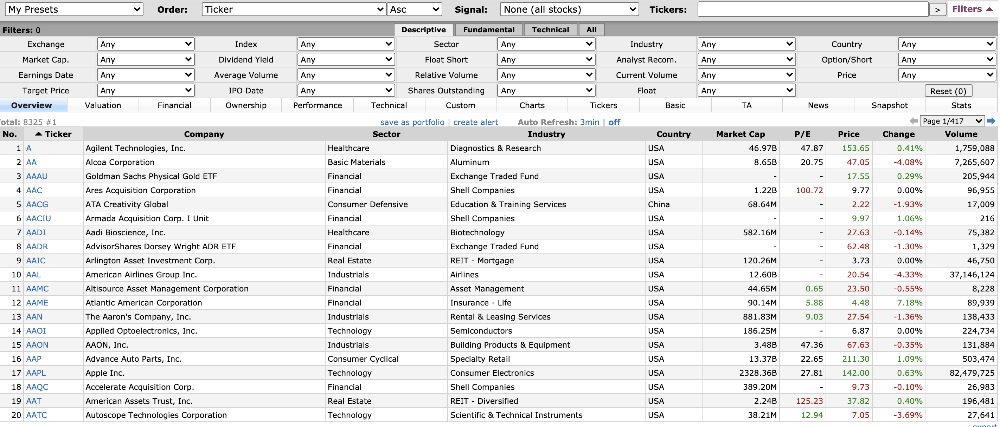 My Presets Order: Ticker Asc Signal: None (all stocks) Tickers: > Filters ▲
Filters: 0 Descriptive Fundamental Technical All
Exchange Any Index Any Sector Any Industry Any Country Any
Market Cap. Any Dividend Yield Any Float Short Any Analyst Recom. Any Option/Short Any
Earnings Date Any Average Volume Any Relative Volume Any Current Volume Any Price Any
Target Price Any IPO Date Any Shares Outstanding Any Float Any Reset (0)
Overview Valuation Financial Ownership Performance Technical Custom Charts Tickers Basic TA News Snapshot Stats
otal: 8325 #1 save as portfolio | create alert Auto Refresh: 3min | off Page 1/417
No. ▲ Ticker Company Sector Industry Country Market Cap P/E Price Change Volume
1 A Agilent Technologies, Inc. Healthcare Diagnostics & Research USA 46.97B 47.87 153.65 0.41% 1,759,088
2 AA Alcoa Corporation Basic Materials Aluminum USA 8.65B 20.75 47.05 -4.08% 7,265,607
3 AAAU Goldman Sachs Physical Gold ETF Financial Exchange Traded Fund USA - - 17.55 0.29% 205,944
4 AAC Ares Acquisition Corporation Financial Shell Companies USA 1.22B 100.72 9.77 0.00% 96,955
5 AACG ATA Creativity Global Consumer Defensive Education & Training Services China 68.64M - 2.22 -1.93% 17,009
6 AACIU Armada Acquisition Corp. I Unit Financial Shell Companies USA - - 9.97 1.06% 216
7 AADI Aadi Bioscience, Inc. Healthcare Biotechnology USA 582.16M - 27.63 -0.14% 75,382
8 AADR AdvisorShares Dorsey Wright ADR ETF Financial Exchange Traded Fund USA - - 62.48 -1.30% 1,329
9 AAIC Arlington Asset Investment Corp. Real Estate REIT - Mortgage USA 120.26M - 3.73 0.00% 46,750
10 AAL American Airlines Group Inc. Industrials Airlines USA 12.60B - 20.54 -4.33% 37,146,124
11 AAMC Altisource Asset Management Corporation Financial Asset Management USA 44.65M 0.65 23.50 -0.55% 8,228
12 AAME Atlantic American Corporation Financial Insurance - Life USA 90.14M 5.88 4.48 7.18% 89,939
13 AAN The Aaron's Company, Inc. Industrials Rental & Leasing Services USA 881.83M 9.03 27.54 -1.36% 138,433
14 AAOI Applied Optoelectronics, Inc. Technology Semiconductors USA 186.25M - 6.87 0.00% 224,734
15 AAON AAON, Inc. Industrials Building Products & Equipment USA 3.48B 47.36 67.63 -0.35% 131,884
16 AAP Advance Auto Parts, Inc. Consumer Cyclical Specialty Retail USA 13.37B 22.65 211.30 1.09% 503,474
17 AAPL Apple Inc. Technology Consumer Electronics USA 2328.36B 27.81 142.00 0.63% 82,479,725
18 AAQC Accelerate Acquisition Corp. Financial Shell Companies USA 389.20M - 9.73 -0.10% 26,983
19 AAT American Assets Trust, Inc. Real Estate REIT - Diversified USA 2.24B 125.23 37.82 0.40% 196,481
20 AATC Autoscope Technologies Corporation Technology Scientific & Technical Instruments USA 38.21M 12.94 7.05 -3.69% 27,641